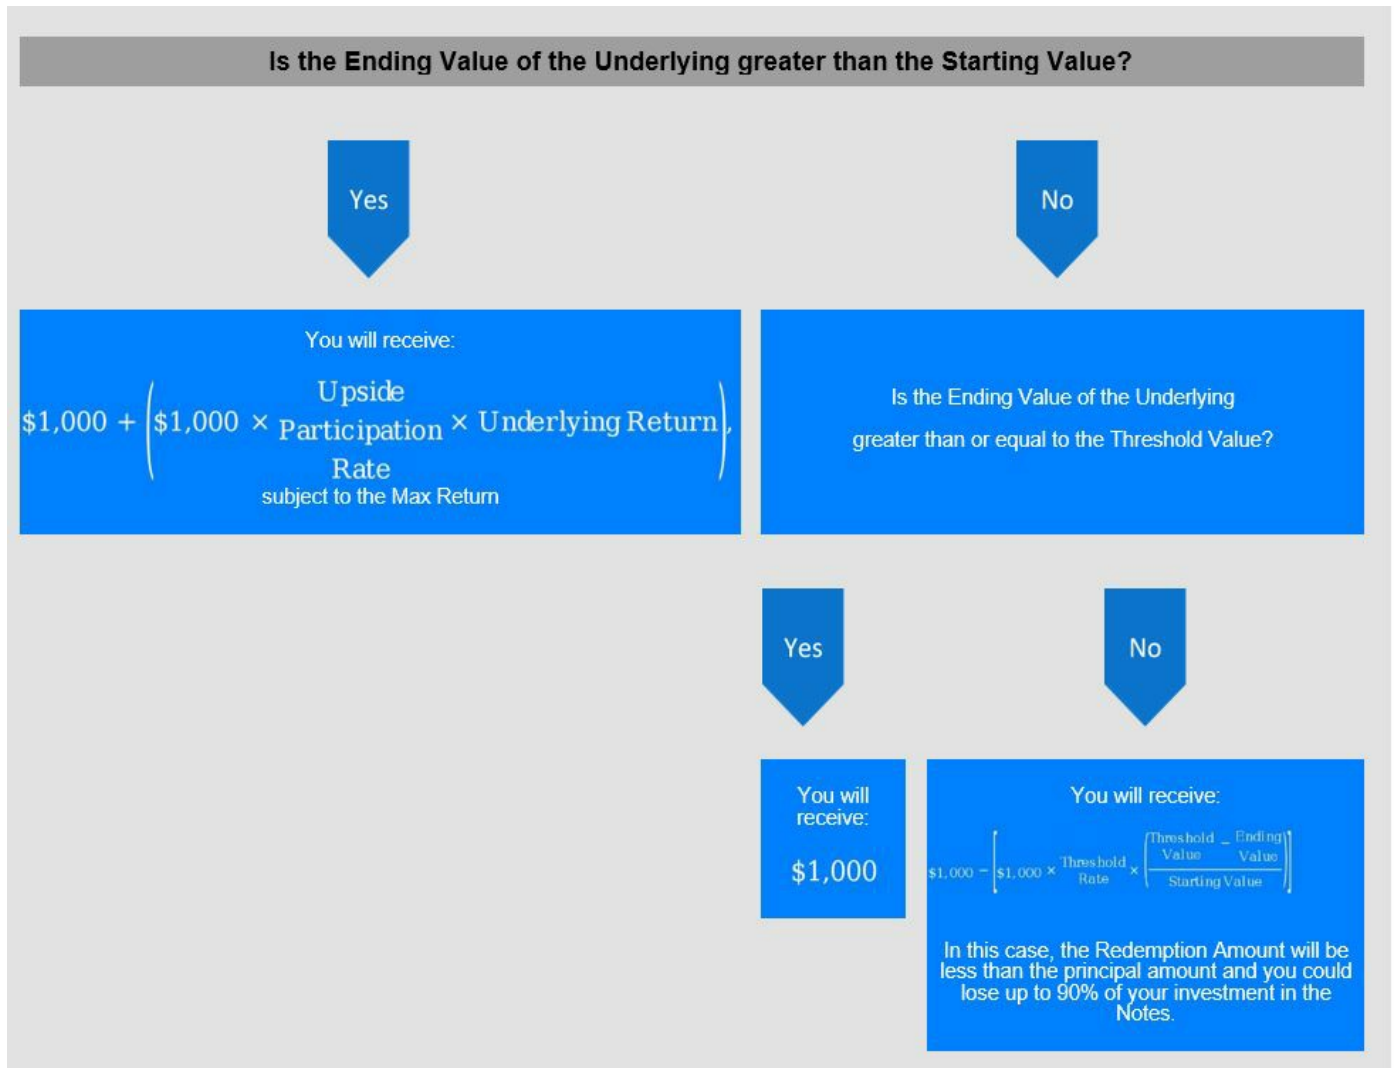 Is the Ending Value of the Underlying greater than the Starting Value?
Yes
No
You will receive:
$1,000 + ($1,000 × Upside Participation Rate × Underlying Return),
subject to the Max Return
Is the Ending Value of the Underlying
greater than or equal to the Threshold Value?
Yes
No
You will
receive:
$1,000
You will receive:
$1,000 − [$1,000 × Threshold Rate × (Threshold Value − Ending Value / Starting Value)]
In this case, the Redemption Amount will be
less than the principal amount and you could
lose up to 90% of your investment in the
Notes.